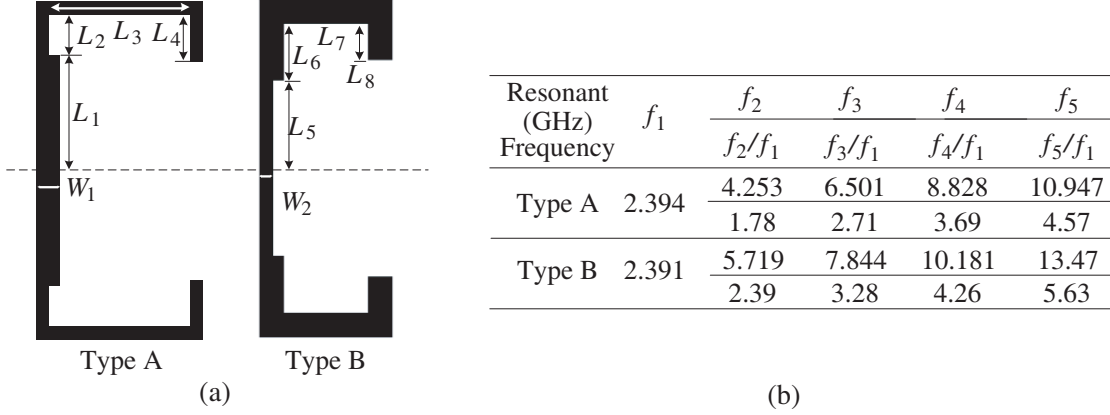 L2 L3 L4
L1
W1
Type A
L7
L6
L8
L5
W2
Type B
(a)
Resonant (GHz) Frequency f1 f2 f3 f4 f5
f2/f1 f3/f1 f4/f1 f5/f1
Type A 2.394 4.253 6.501 8.828 10.947
1.78 2.71 3.69 4.57
Type B 2.391 5.719 7.844 10.181 13.47
2.39 3.28 4.26 5.63
(b)